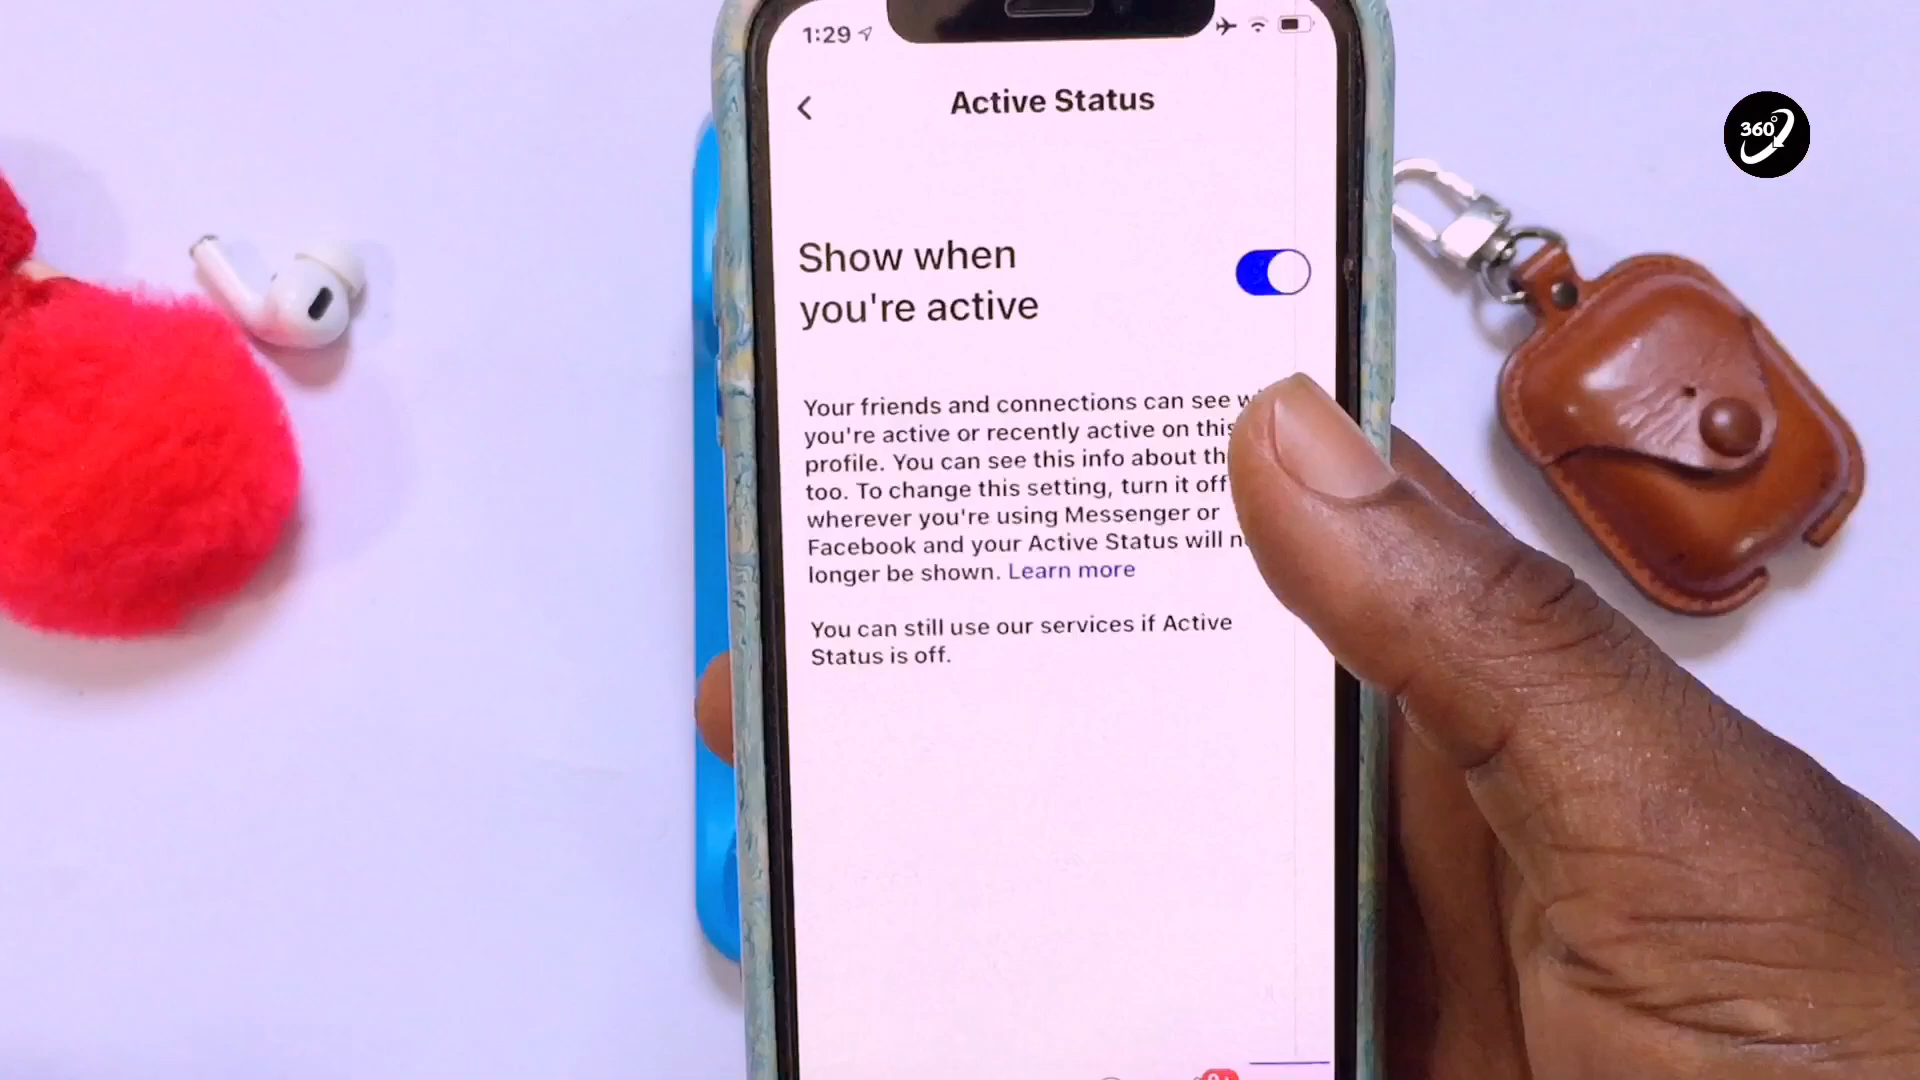 1:29
Active Status
360°
Show when
you're active
Your friends and connections can see
you're active or recently active on this
profile. You can see this info about
too. To change this setting, turn it off
wherever you're using Messenger or
Facebook and your Active Status will
longer be shown. Learn more
You can still use our services if Active
Status is off.